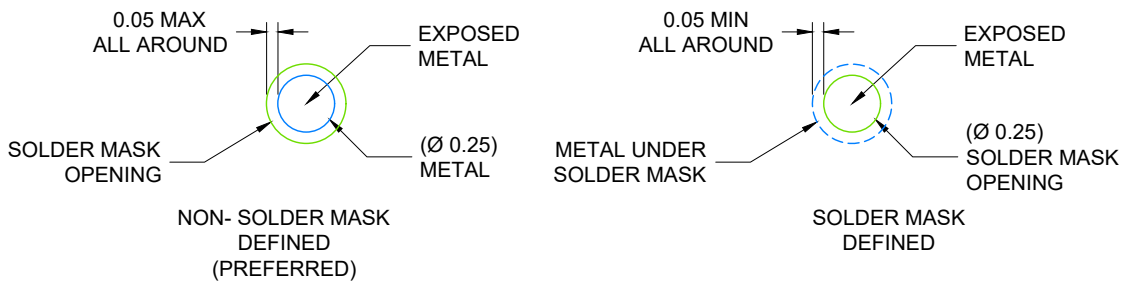 0.05 MAX
ALL AROUND
EXPOSED
METAL
SOLDER MASK
OPENING
(Ø 0.25)
METAL
NON- SOLDER MASK
DEFINED
(PREFERRED)
0.05 MIN
ALL AROUND
EXPOSED
METAL
METAL UNDER
SOLDER MASK
(Ø 0.25)
SOLDER MASK
OPENING
SOLDER MASK
DEFINED